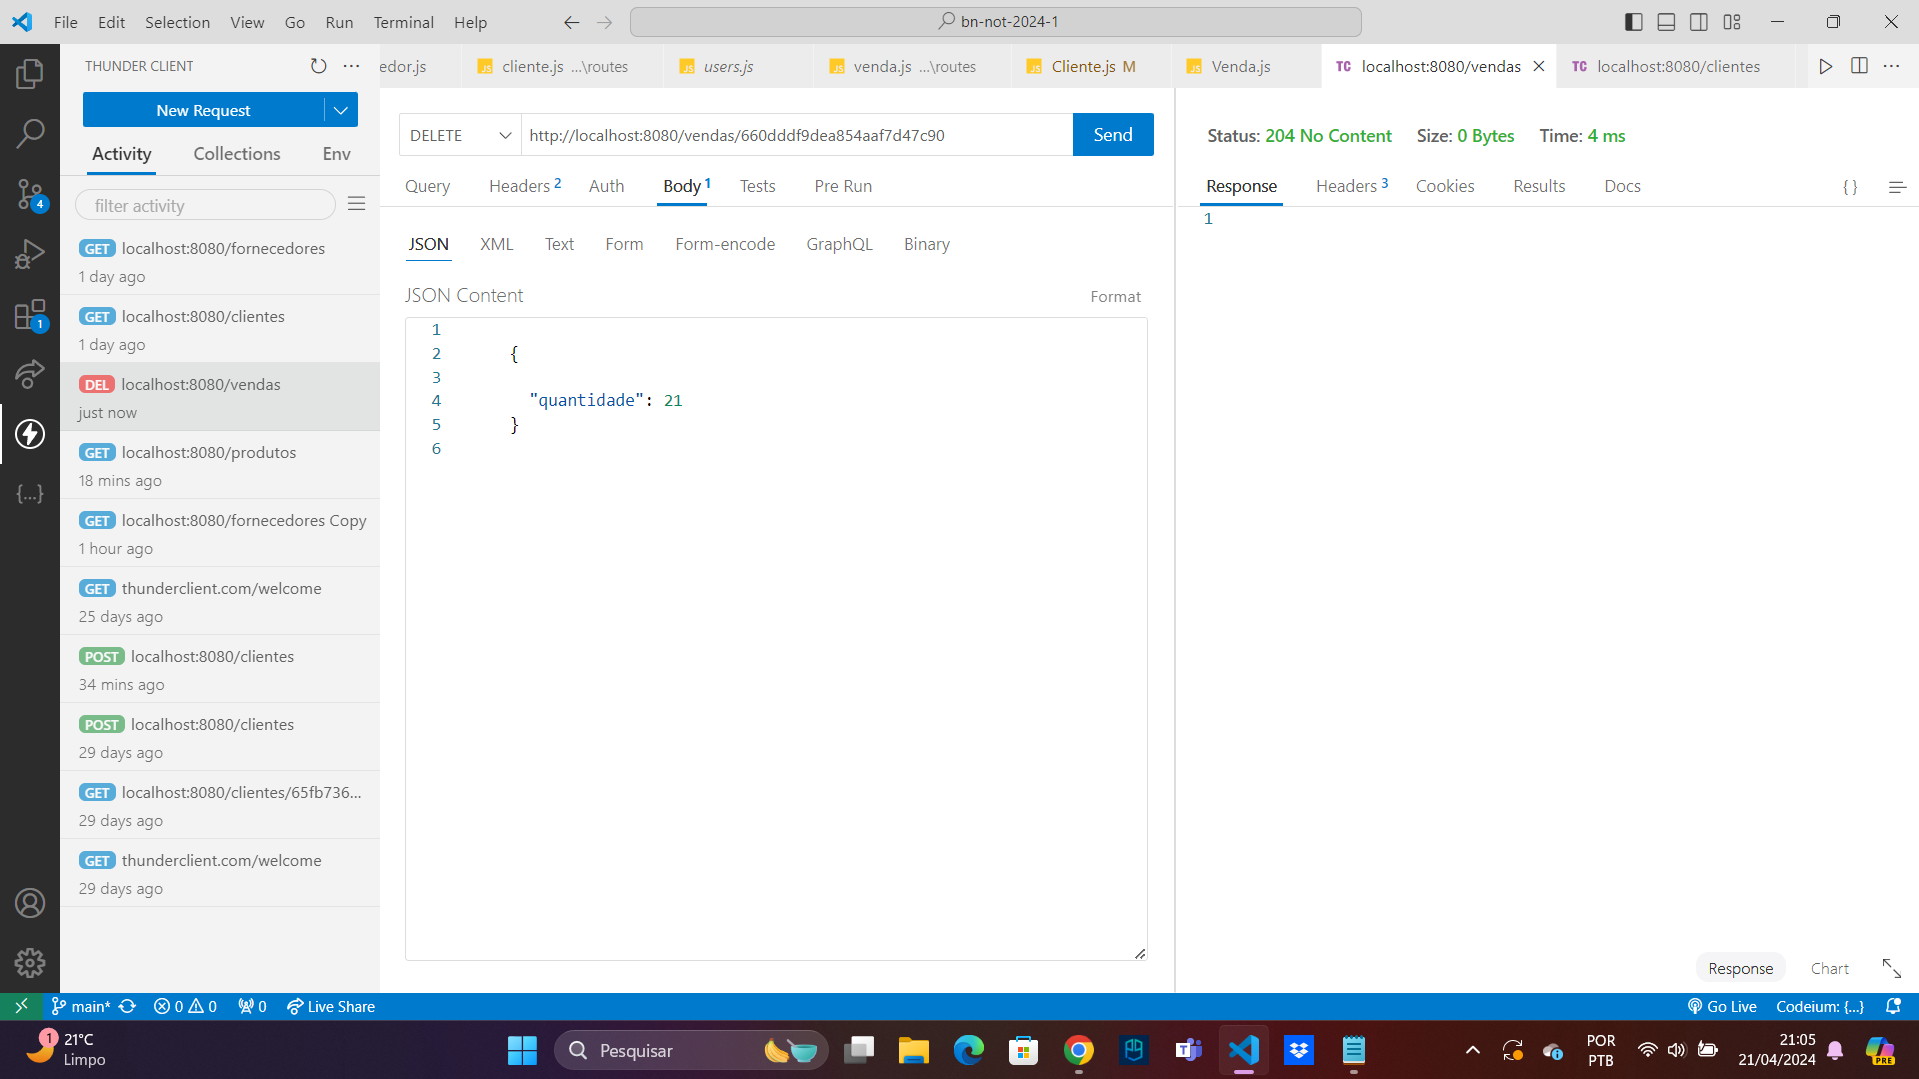 File Edit Selection View Go Run Terminal Help
bn-not-2024-1
THUNDER CLIENT
edor.js
cliente.js ...\routes
users.js
venda.js ...\routes
Cliente.js M
Venda.js
TC localhost:8080/vendas
TC localhost:8080/clientes
New Request
Activity Collections Env
filter activity
GET localhost:8080/fornecedores
1 day ago
GET localhost:8080/clientes
1 day ago
DEL localhost:8080/vendas
just now
GET localhost:8080/produtos
18 mins ago
GET localhost:8080/fornecedores Copy
1 hour ago
GET thunderclient.com/welcome
25 days ago
POST localhost:8080/clientes
34 mins ago
POST localhost:8080/clientes
29 days ago
GET localhost:8080/clientes/65fb736...
29 days ago
GET thunderclient.com/welcome
29 days ago
4
1
{...}
DELETE http://localhost:8080/vendas/660dddf9dea854aaf7d47c90 Send
Query Headers 2 Auth Body 1 Tests Pre Run
JSON XML Text Form Form-encode GraphQL Binary
JSON Content Format
1
2 {
3
4 "quantidade": 21
5 }
6
Status: 204 No Content Size: 0 Bytes Time: 4 ms
Response Headers 3 Cookies Results Docs { }
1
Response Chart
main* 0 0 0 Live Share
Go Live Codeium: {...}
1
21°C
Limpo
Pesquisar
PRE
POR
PTB
21:05
21/04/2024